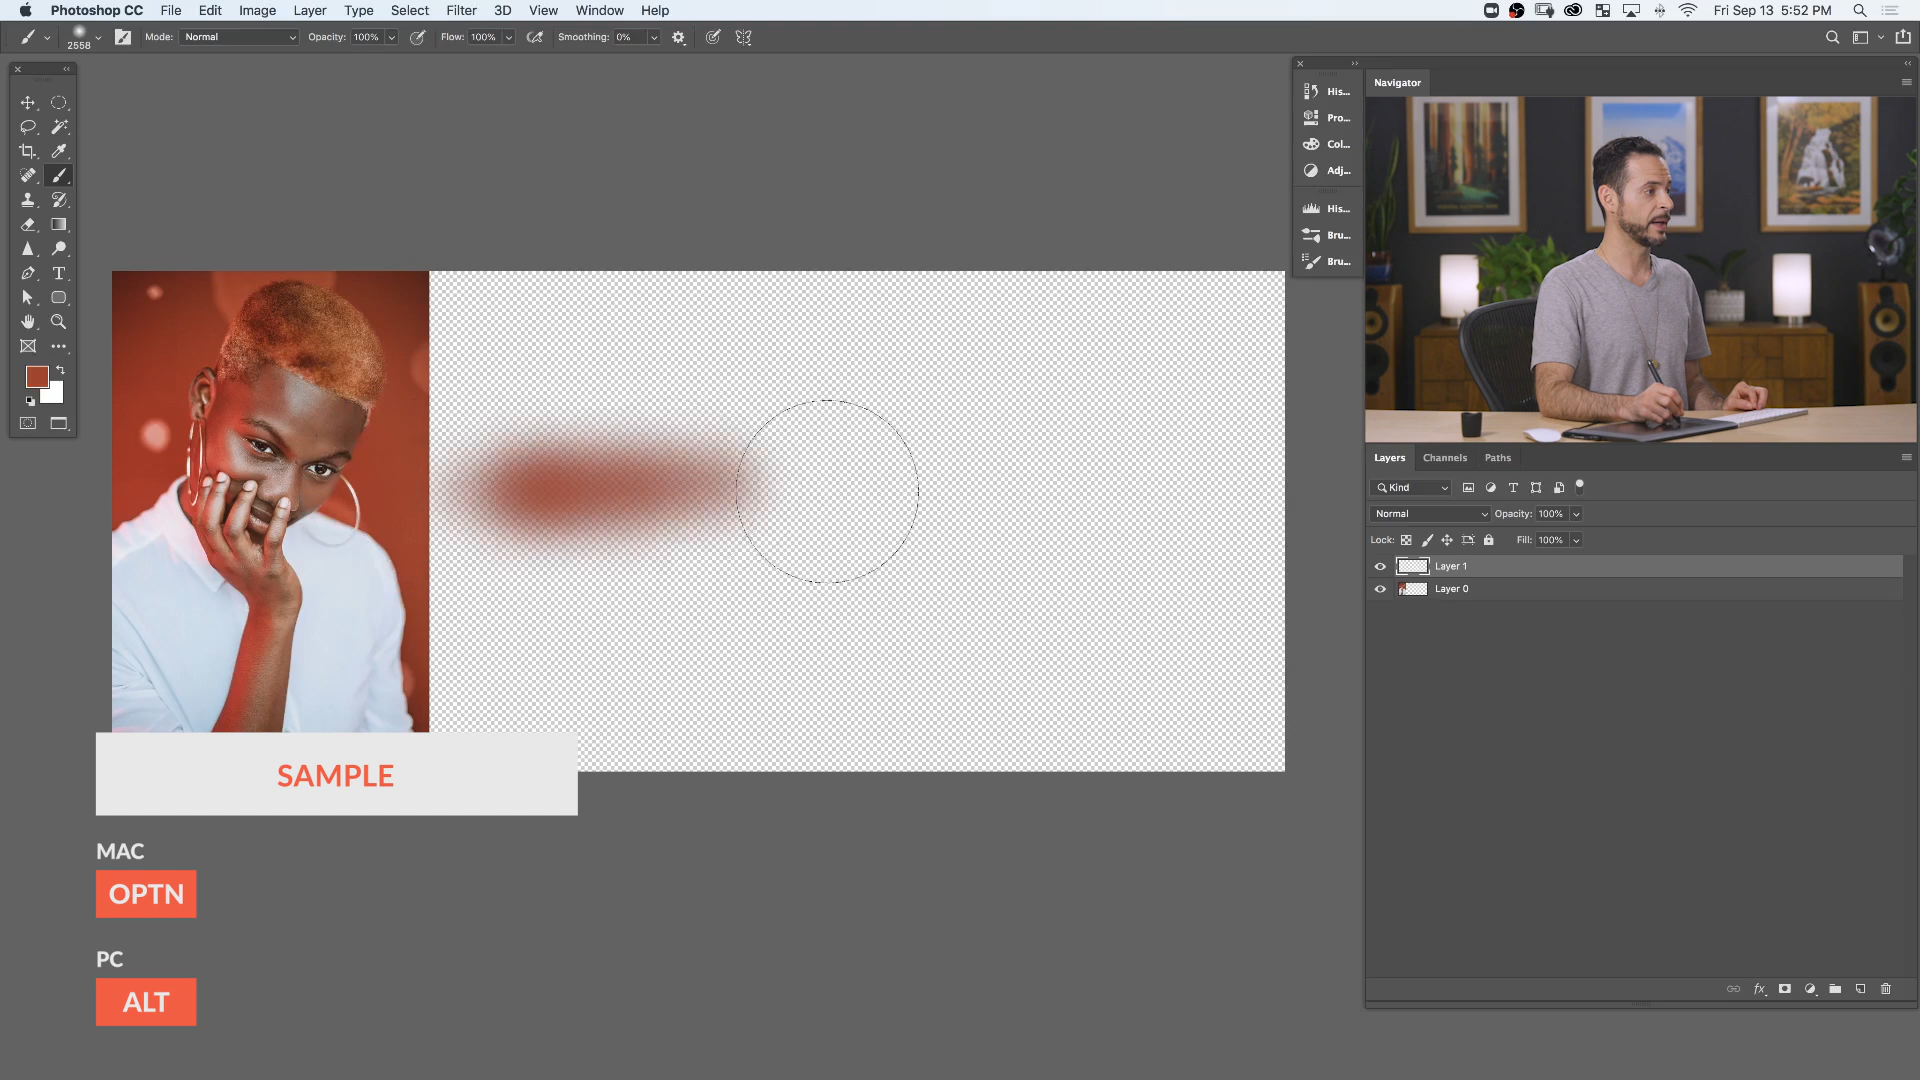 Photoshop CC File Edit Image Layer Type Select Filter 3D View Window Help Fri Sep 13 5:52 PM
2558 Mode: Normal Opacity: 100% Flow: 100% Smoothing: 0%
Navigator
His...
Pro...
Col...
Adj...
His...
Bru...
Bru...
Layers Channels Paths
Kind
Normal Opacity: 100%
Lock: Fill: 100%
Layer 1
Layer 0
fx
SAMPLE
MAC
OPTN
PC
ALT